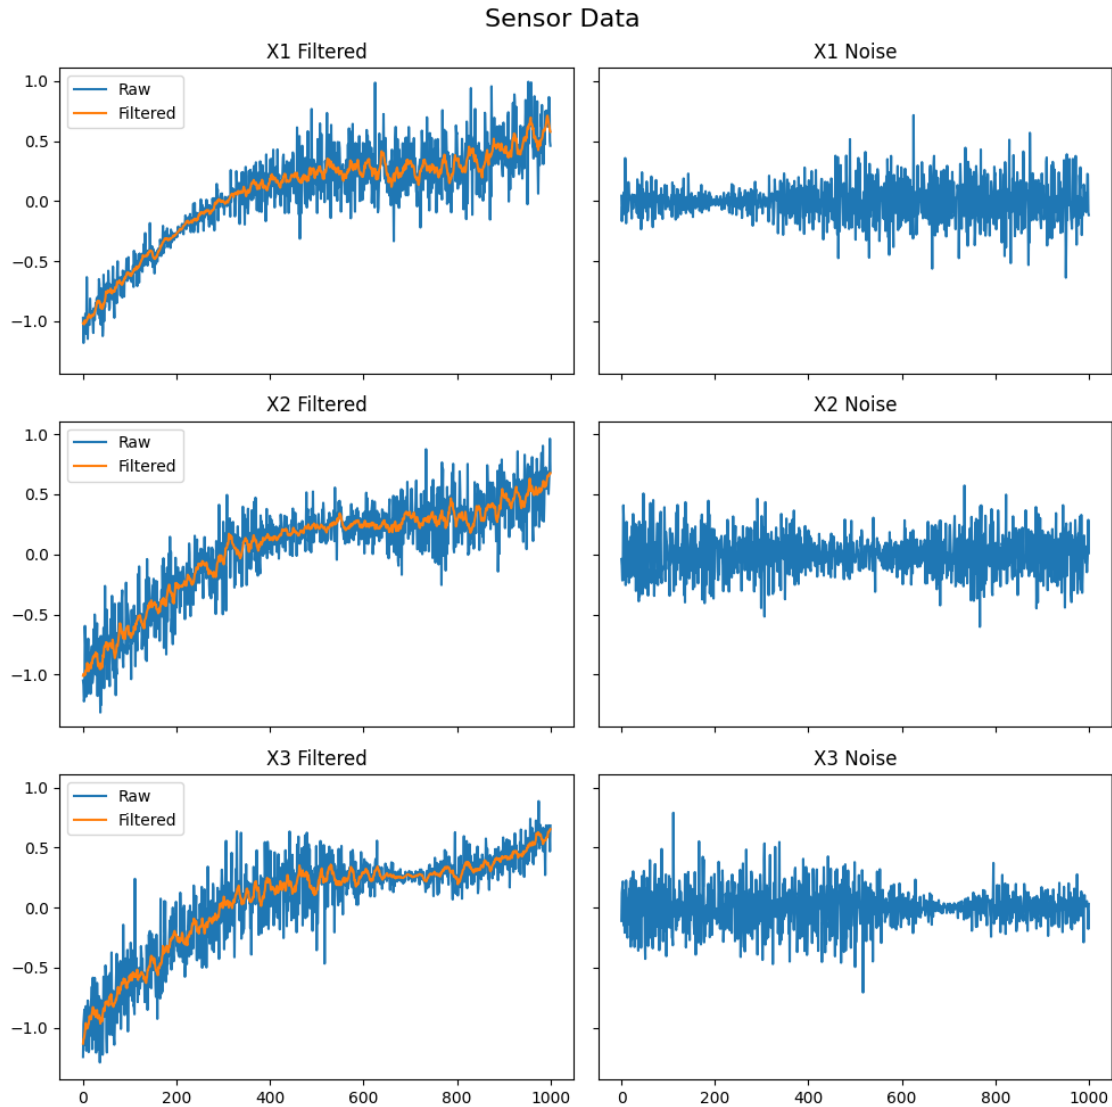 Sensor Data
X1 Filtered
X1 Noise
1.0
0.5
0.0
−0.5
−1.0
Raw
Filtered
X2 Filtered
X2 Noise
1.0
0.5
0.0
−0.5
−1.0
Raw
Filtered
X3 Filtered
X3 Noise
1.0
0.5
0.0
−0.5
−1.0
Raw
Filtered
0 200 400 600 800 1000
0 200 400 600 800 1000